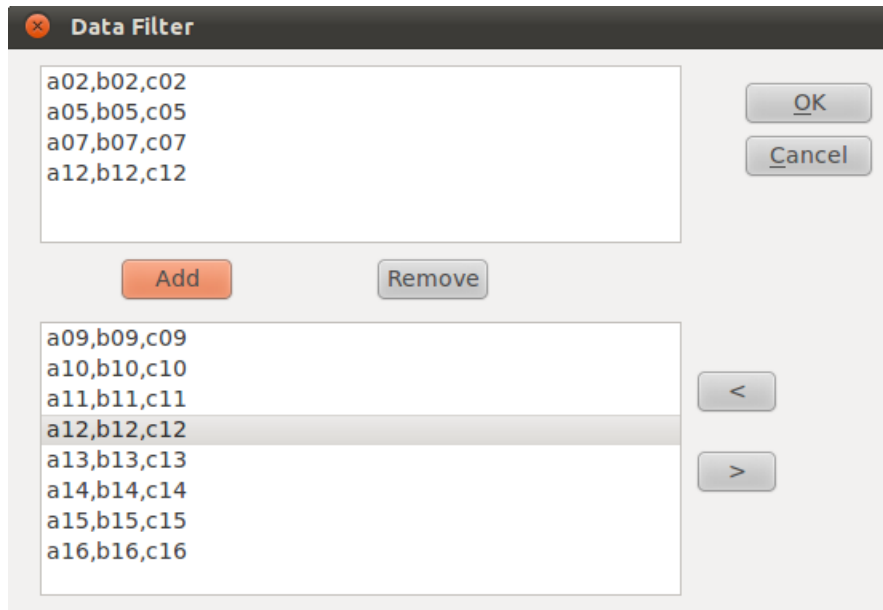 Data Filter
a02,b02,c02
a05,b05,c05
a07,b07,c07
a12,b12,c12
OK
Cancel
Add Remove
a09,b09,c09
a10,b10,c10
a11,b11,c11
a12,b12,c12
a13,b13,c13
a14,b14,c14
a15,b15,c15
a16,b16,c16
<
>